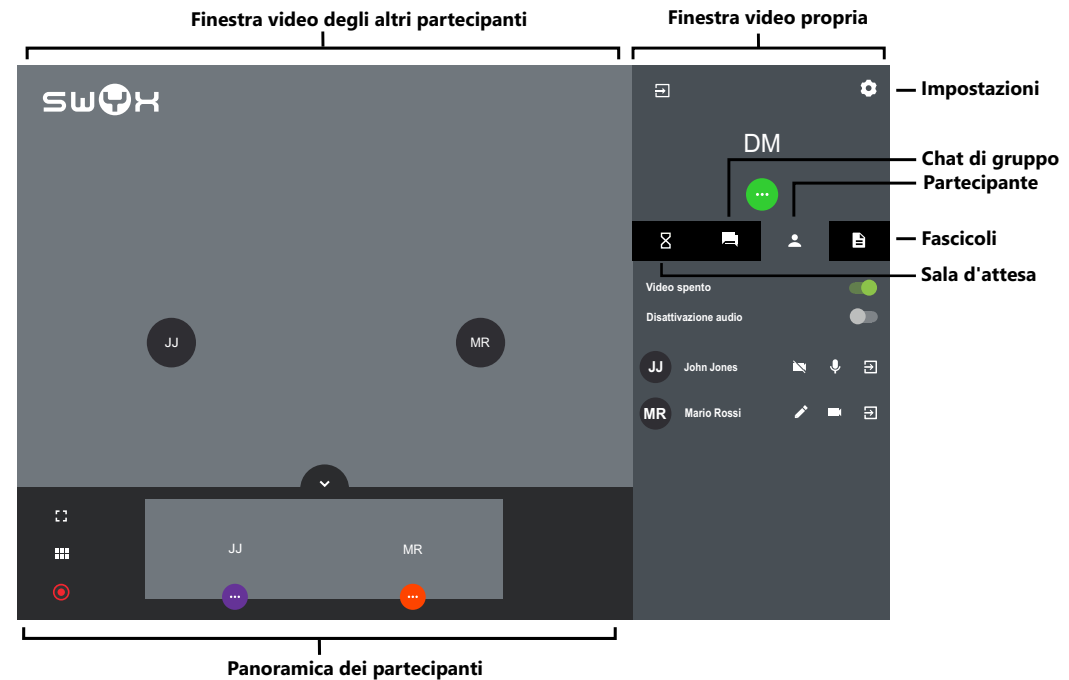 Finestra video degli altri partecipanti
Finestra video propria
swyx
Impostazioni
DM
Chat di gruppo
Partecipante
Fascicoli
Sala d'attesa
Video spento
Disattivazione audio
JJ
MR
JJ John Jones
MR Mario Rossi
JJ
MR
Panoramica dei partecipanti